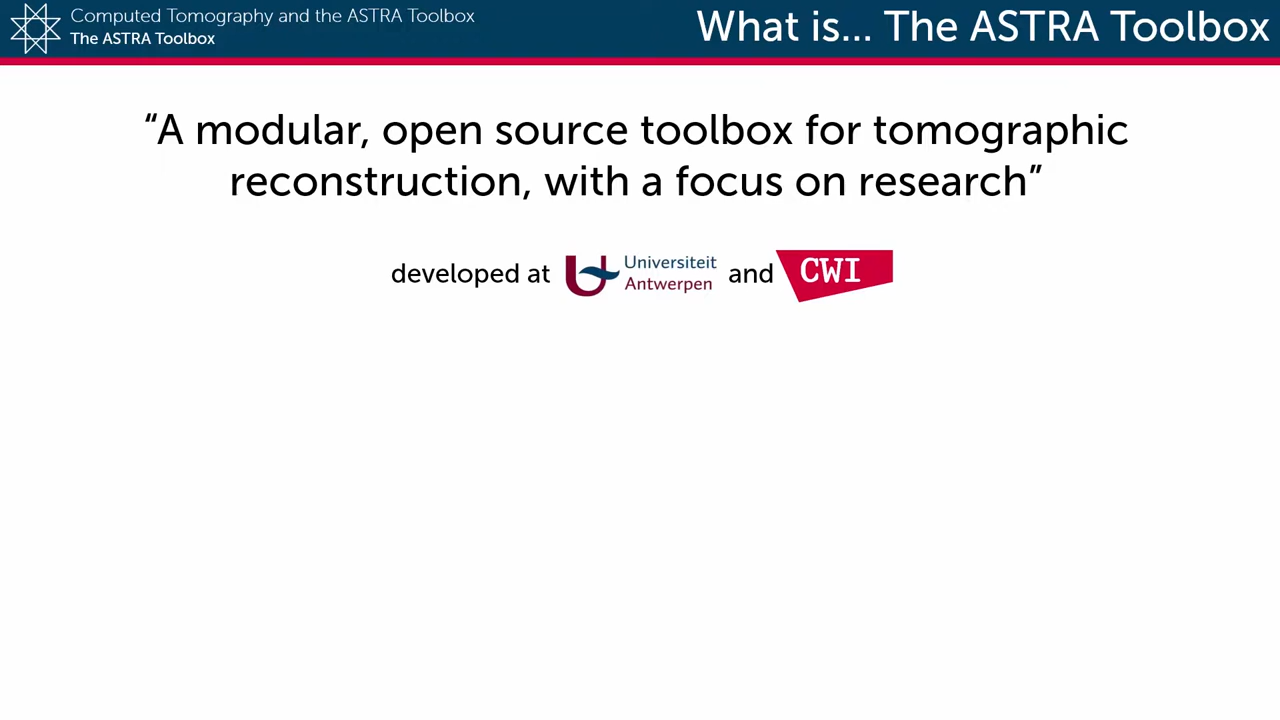 Computed Tomography and the ASTRA Toolbox
The ASTRA Toolbox
What is... The ASTRA Toolbox
“A modular, open source toolbox for tomographic
reconstruction, with a focus on research”
developed at Universiteit Antwerpen and CWI